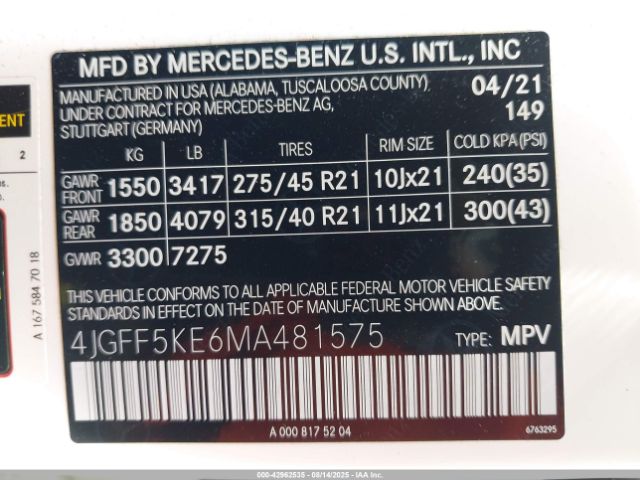 MFD BY MERCEDES-BENZ U.S. INTL., INC
MANUFACTURED IN USA (ALABAMA, TUSCALOOSA COUNTY) 04/21
UNDER CONTRACT FOR MERCEDES-BENZ AG, 149
STUTTGART (GERMANY)
KG LB TIRES RIM SIZE COLD KPA (PSI)
GAWR FRONT 1550 3417 275/45 R21 10Jx21 240(35)
GAWR REAR 1850 4079 315/40 R21 11Jx21 300(43)
GVWR 3300 7275
THIS VEHICLE CONFORMS TO ALL APPLICABLE FEDERAL MOTOR VEHICLE SAFETY
STANDARDS IN EFFECT ON THE DATE OF MANUFACTURE SHOWN ABOVE.
4JGFF5KE6MA481575 TYPE: MPV
A 000 817 52 04 6763295
A 167 584 70 18
2
000-42962535 - 08/14/2025 - IAA Inc.